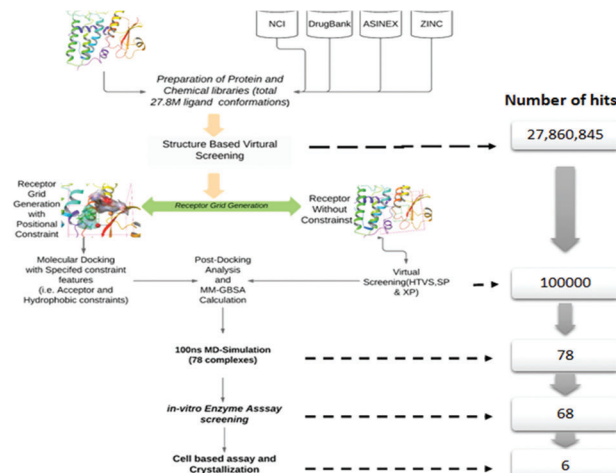 NCI
DrugBank
ASINEX
ZINC
Preparation of Protein and
Chemical libraries (total
27.8M ligand conformations)
Number of hits
27,860,845
Structure Based Virtural
Screening
Receptor
Grid
Generation
with
Positional
Constraint
Receptor Grid Generation
Receptor
Without
Constrainst
Molecular Docking
with Specifed constraint
features
(i.e. Acceptor and
Hydrophobic constraints)
Post-Docking
Analysis
and
MM-GBSA
Calculation
Virtual
Screening(HTVS,SP
& XP)
100000
100ns MD-Simulation
(78 complexes)
78
in-vitro Enzyme Asssay
screening
68
Cell based assay and
Crystallization
6